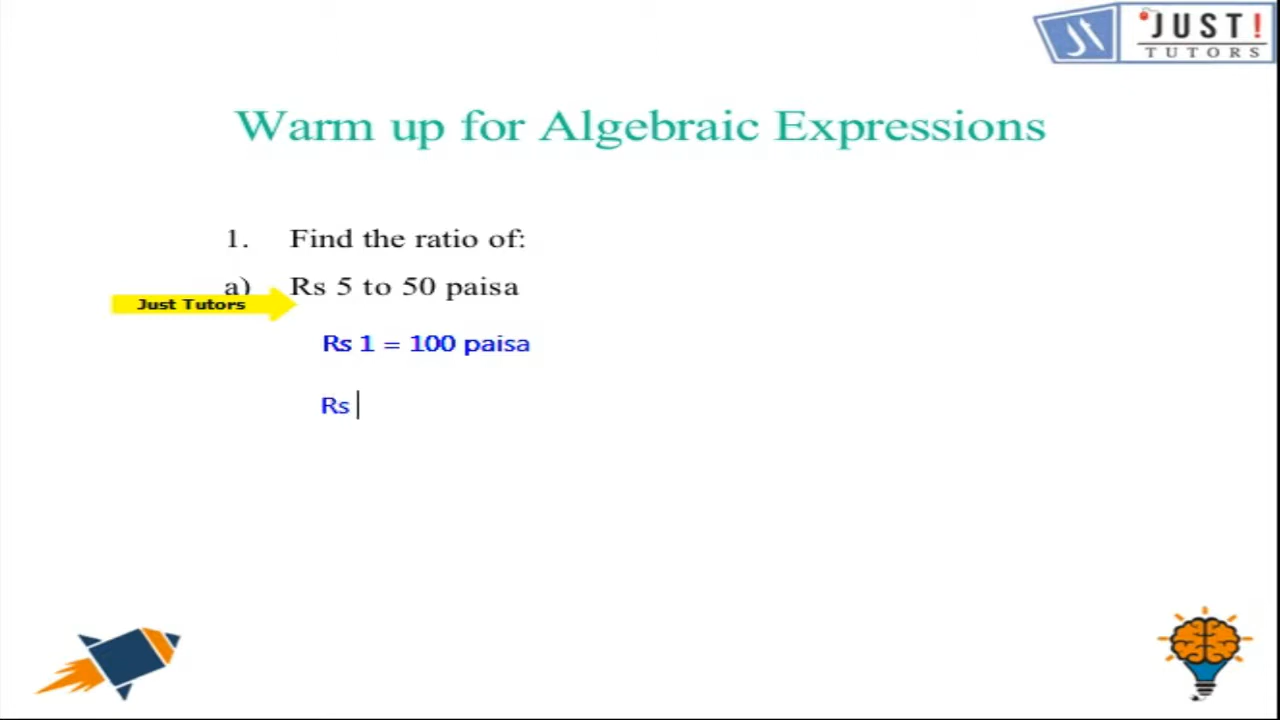 JUST!
TUTORS
Warm up for Algebraic Expressions
1. Find the ratio of:
a) Rs 5 to 50 paisa
Just Tutors
Rs 1 = 100 paisa
Rs